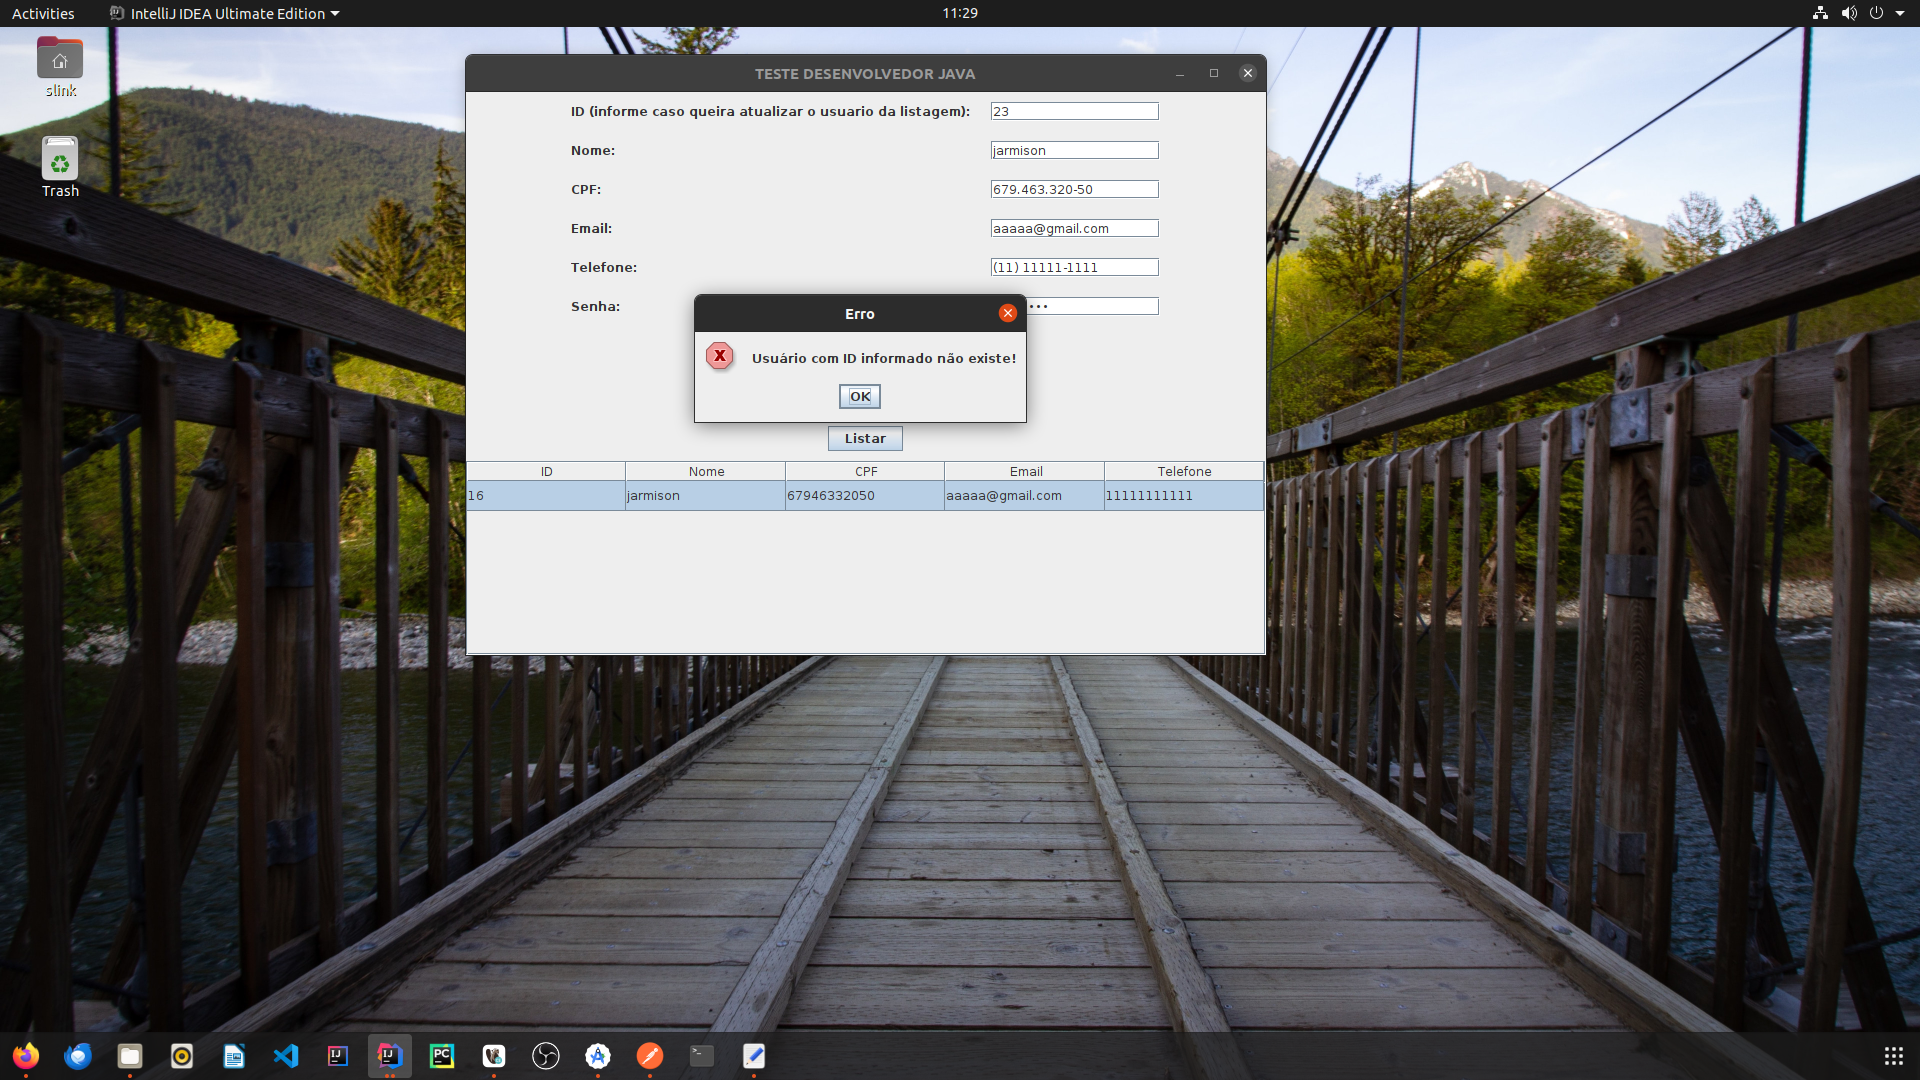 Activities
IntelliJ IDEA Ultimate Edition
11:29
slink
Trash
TESTE DESENVOLVEDOR JAVA
ID (informe caso queira atualizar o usuario da listagem): 23
Nome: jarmison
CPF: 679.463.320-50
Email: aaaaa@gmail.com
Telefone: (11) 11111-1111
Senha:
Erro
X
Usuário com ID informado não existe!
OK
Listar
ID Nome CPF Email Telefone
16 jarmison 67946332050 aaaaa@gmail.com 11111111111
IJ IJ PC